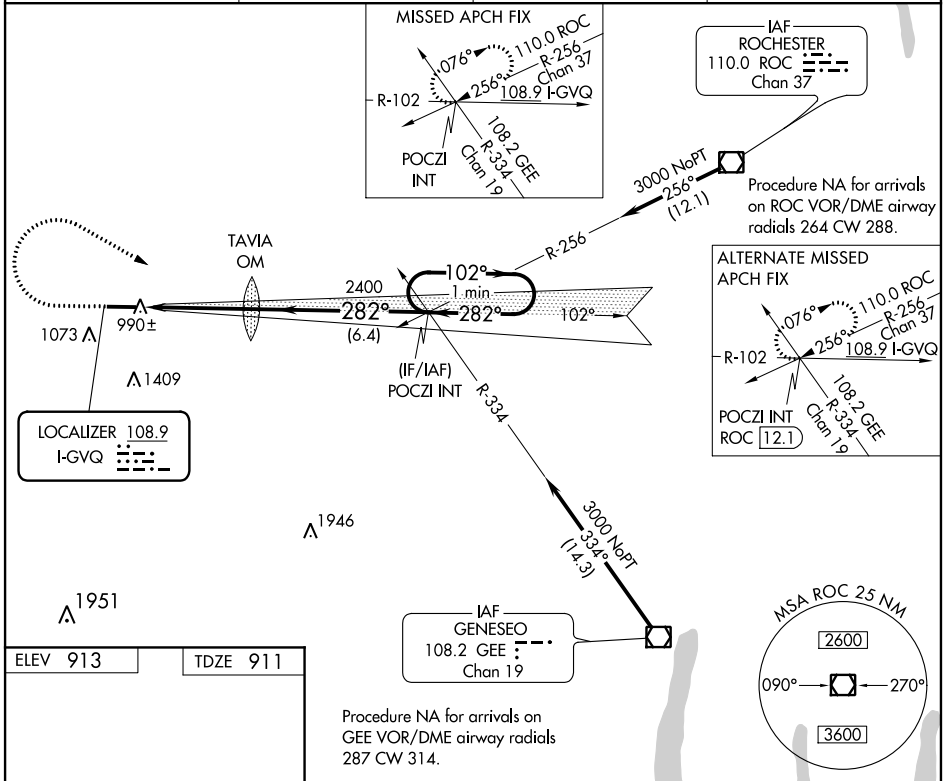 MISSED APCH FIX
076°
110.0 ROC
R-256
Chan 37
256°
R-102
108.9 I-GVQ
108.2 GEE
R-334
Chan 19
POCZI
INT
IAF
ROCHESTER
110.0 ROC
Chan 37
3000 NoPT
256°
(12.1)
R-256
Procedure NA for arrivals
on ROC VOR/DME airway
radials 264 CW 288.
TAVIA
OM
2400
102°
1 min
282°
(6.4)
282°
102°
(IF/IAF)
POCZI INT
R-334
1073
990±
1409
LOCALIZER 108.9
I-GVQ
ALTERNATE MISSED
APCH FIX
076°
110.0 ROC
R-256
Chan 37
256°
R-102
108.9 I-GVQ
108.2 GEE
R-334
Chan 19
POCZI INT
ROC 12.1
1946
1951
3000 NoPT
334°
(14.3)
IAF
GENESEO
108.2 GEE
Chan 19
MSA ROC 25 NM
2600
090°
270°
3600
ELEV 913
TDZE 911
Procedure NA for arrivals on
GEE VOR/DME airway radials
287 CW 314.